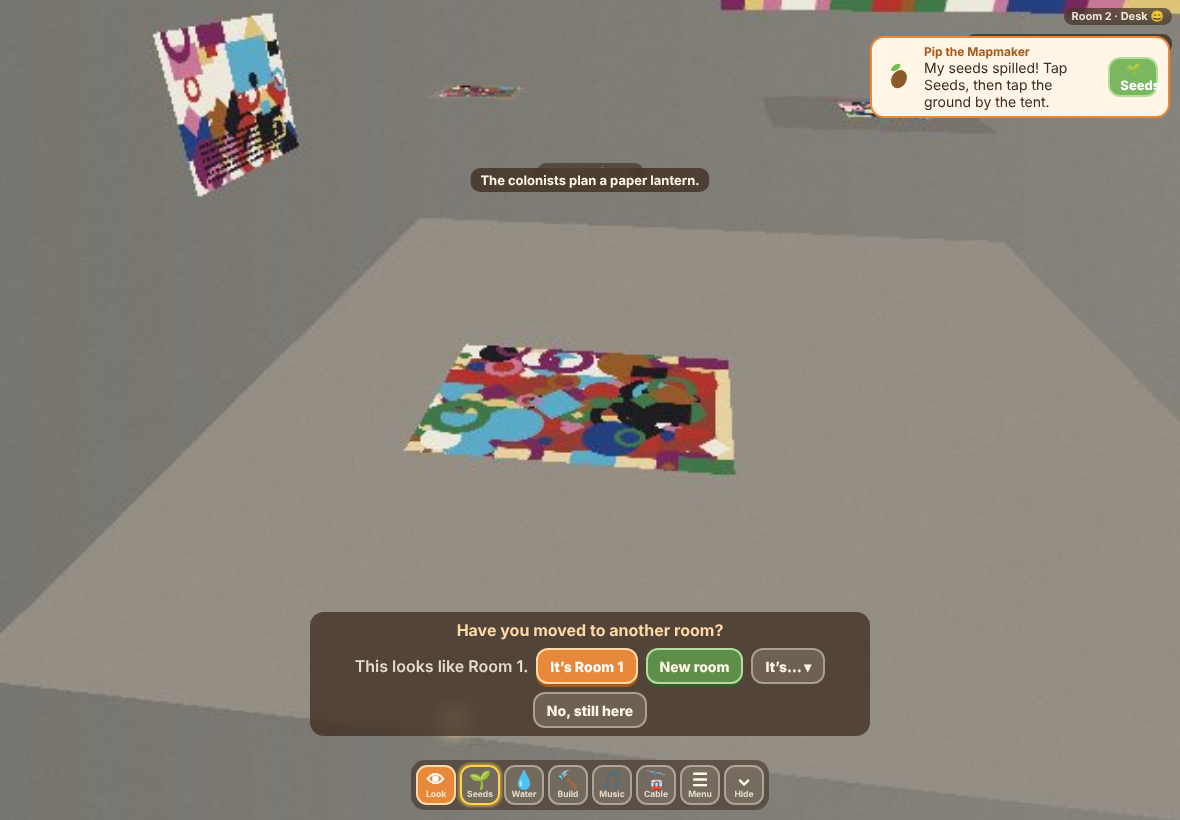 Room 2 · Desk 😀
Pip the Mapmaker
My seeds spilled! Tap
Seeds, then tap the
ground by the tent.
Seeds
The colonists plan a paper lantern.
Have you moved to another room?
This looks like Room 1.
It's Room 1
New room
It's... ▾
No, still here
Look
Seeds
Water
Build
Music
Cable
Menu
Hide